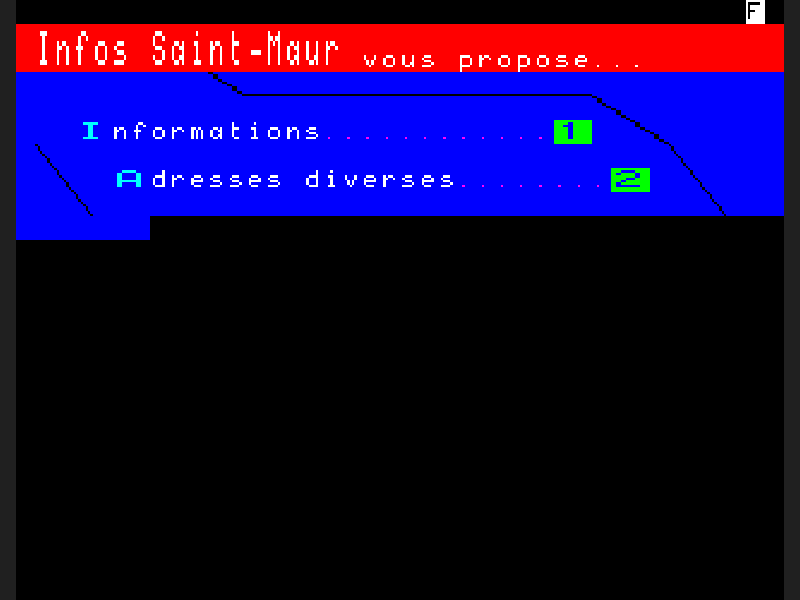 F
Infos Saint-Maur vous propose...
Informations............ 1
Adresses diverses........ 2